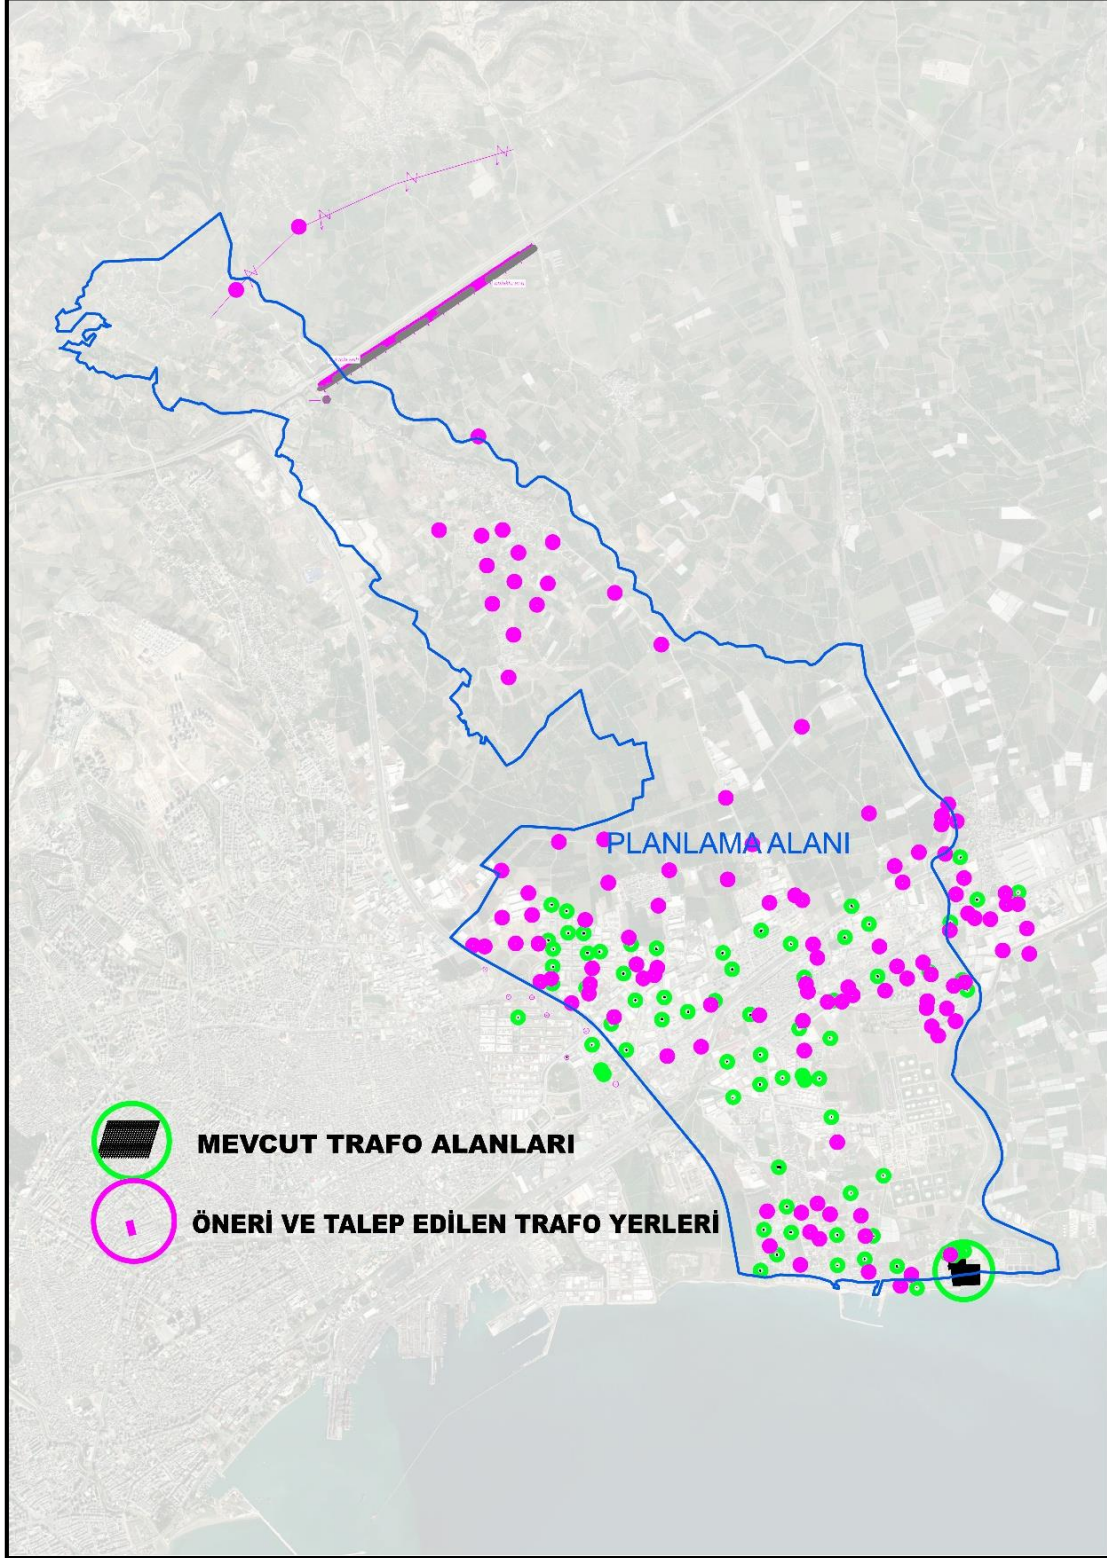 PLANLAMA ALANI
MEVCUT TRAFO ALANLARI
ÖNERİ VE TALEP EDİLEN TRAFO YERLERİ